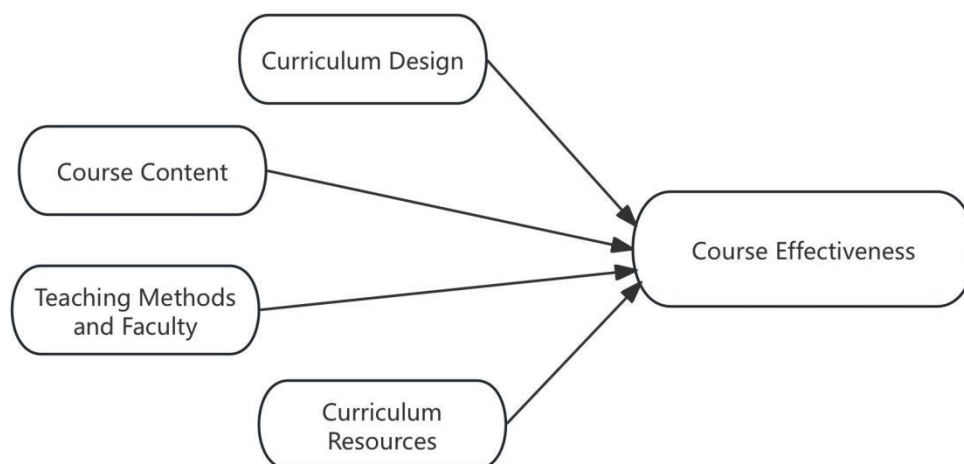 Curriculum Design
Course Content
Course Effectiveness
Teaching Methods
and Faculty
Curriculum
Resources